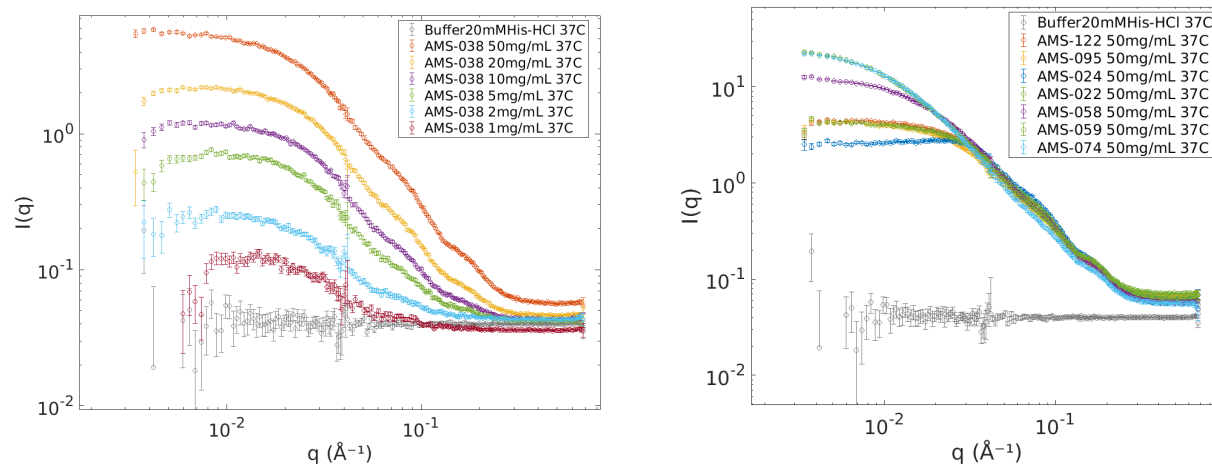 Buffer20mMHis-HCl 37C
AMS-038 50mg/mL 37C
AMS-038 20mg/mL 37C
AMS-038 10mg/mL 37C
AMS-038 5mg/mL 37C
AMS-038 2mg/mL 37C
AMS-038 1mg/mL 37C
I(q)
10⁰
10⁻¹
10⁻²
10⁻²
10⁻¹
q (Å⁻¹)
Buffer20mMHis-HCl 37C
AMS-122 50mg/mL 37C
AMS-095 50mg/mL 37C
AMS-024 50mg/mL 37C
AMS-022 50mg/mL 37C
AMS-058 50mg/mL 37C
AMS-059 50mg/mL 37C
AMS-074 50mg/mL 37C
I(q)
10¹
10⁰
10⁻¹
10⁻²
10⁻²
10⁻¹
q (Å⁻¹)